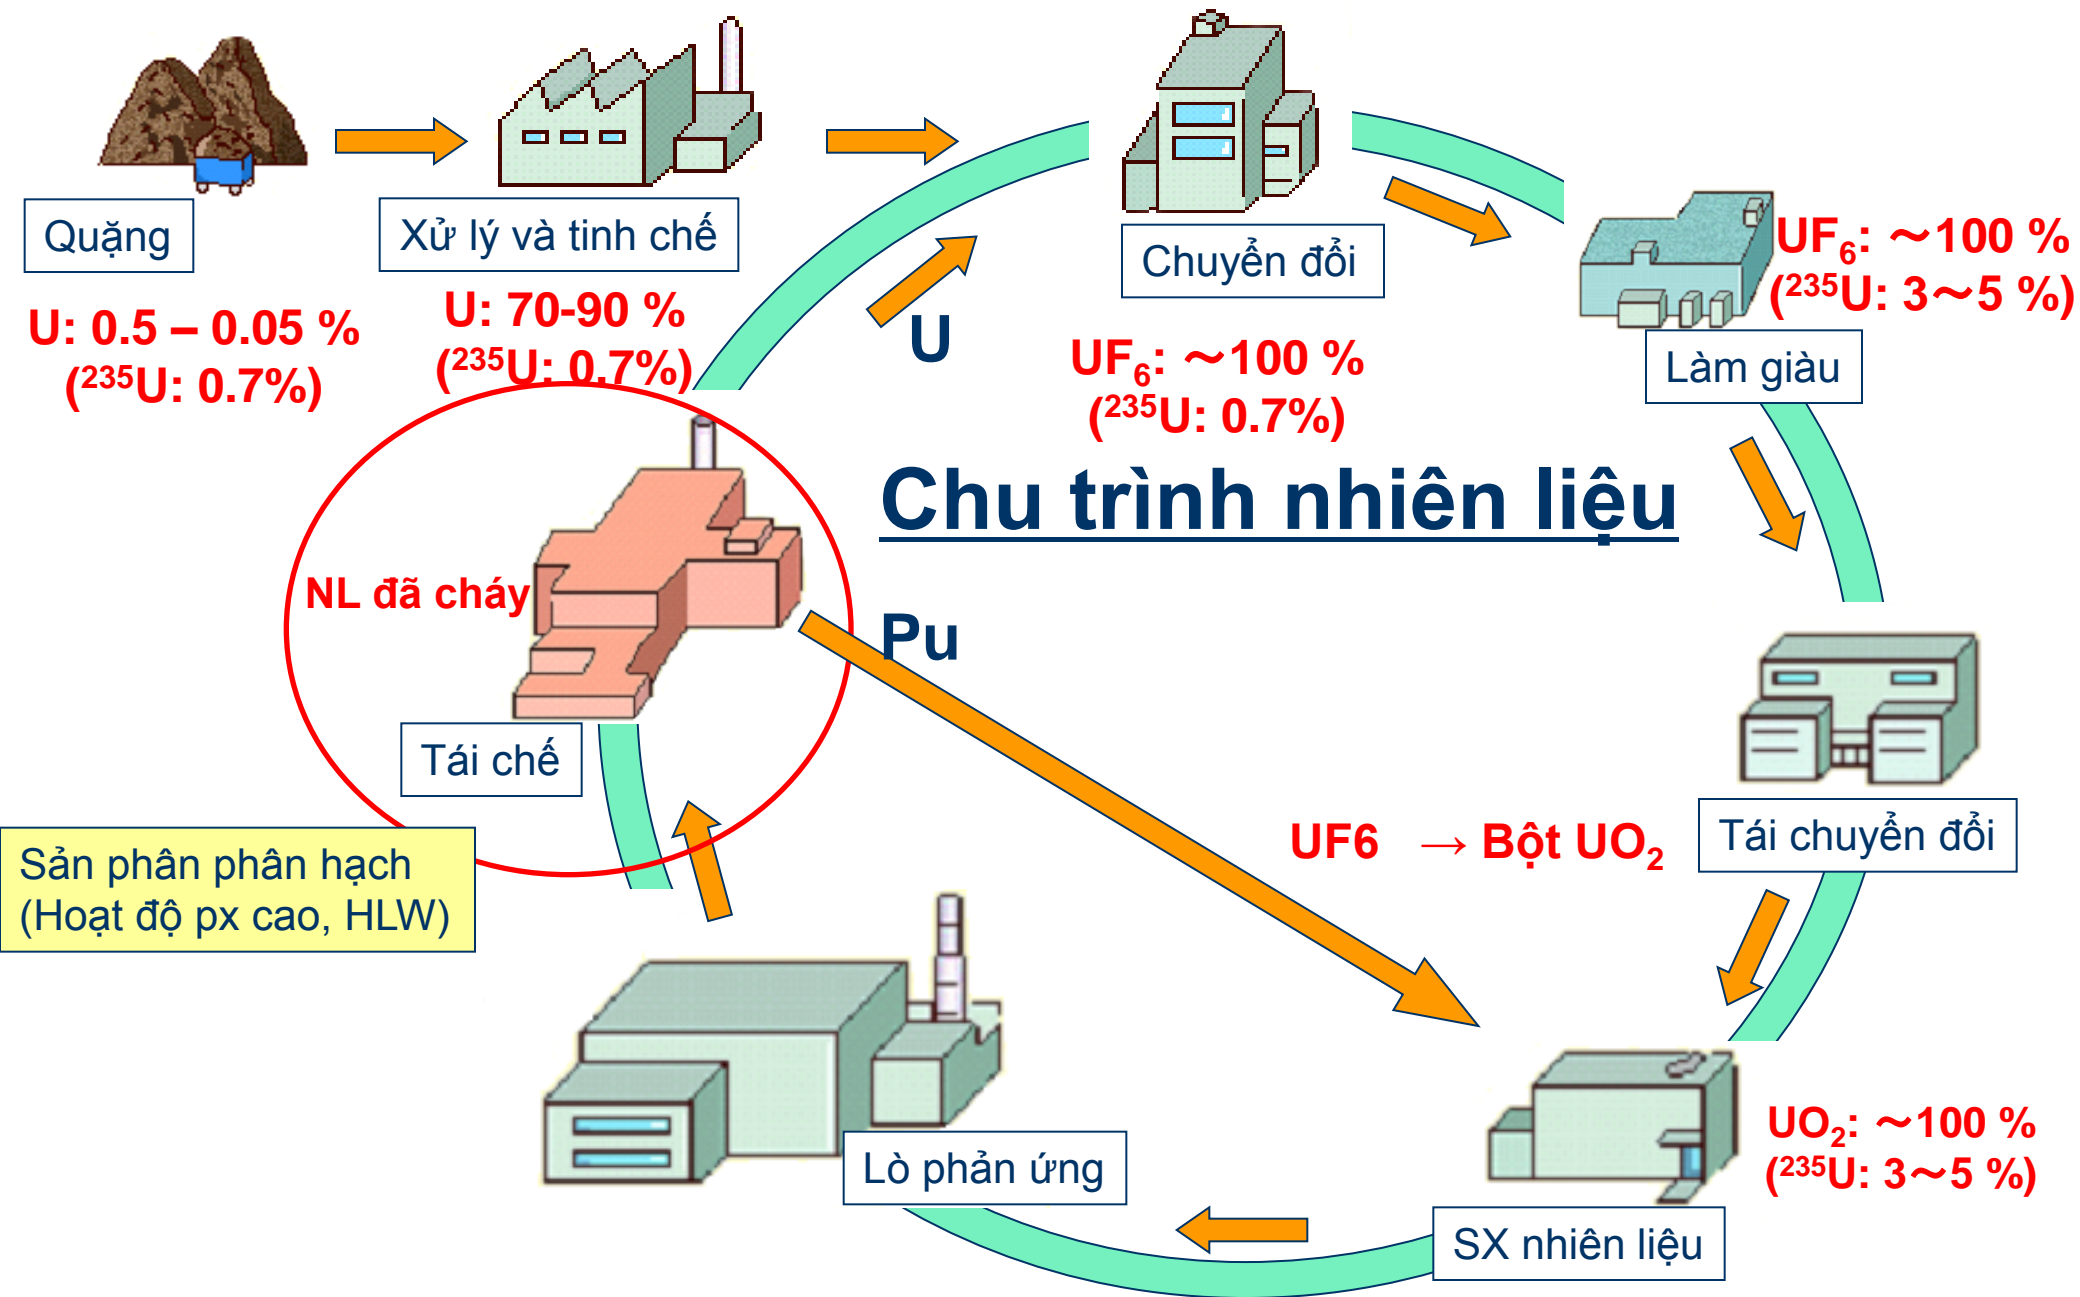 Quặng
Xử lý và tinh chế
Chuyển đổi
UF₆: ～100 %
(²³⁵U: 3～5 %)
U: 0.5 – 0.05 %
(²³⁵U: 0.7%)
U: 70-90 %
(²³⁵U: 0.7%)
U
UF₆: ～100 %
(²³⁵U: 0.7%)
Làm giàu
Chu trình nhiên liệu
NL đã cháy
Pu
Tái chế
UF6 → Bột UO₂
Tái chuyển đổi
Sản phân phân hạch
(Hoạt độ px cao, HLW)
Lò phản ứng
UO₂: ～100 %
(²³⁵U: 3～5 %)
SX nhiên liệu